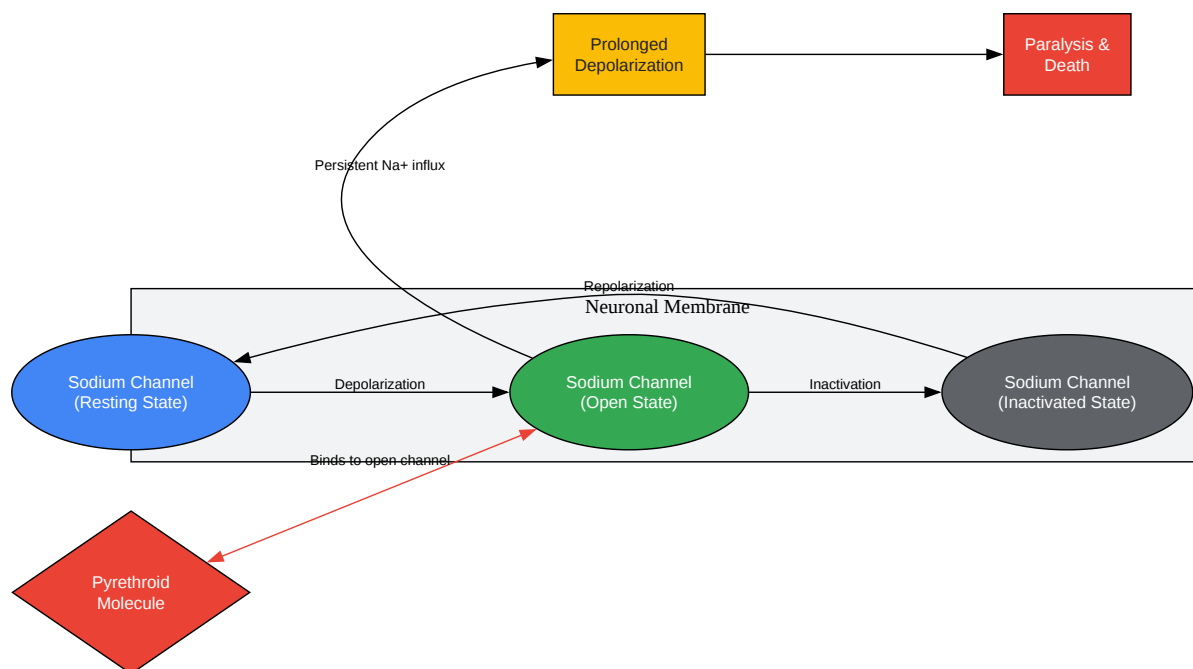 Prolonged
Depolarization
Paralysis &
Death
Persistent Na+ influx
Repolarization
Neuronal Membrane
Sodium Channel
(Resting State)
Depolarization
Sodium Channel
(Open State)
Inactivation
Sodium Channel
(Inactivated State)
Binds to open channel
Pyrethroid
Molecule